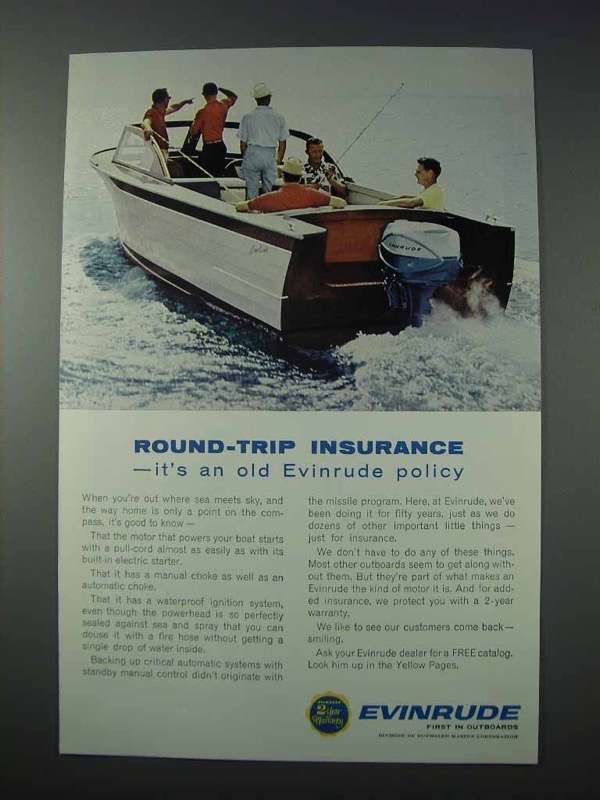 EVINRUDE
ROUND-TRIP INSURANCE
—it's an old Evinrude policy
When you're out where sea meets sky, and
the way home is only a point on the com-
pass, it's good to know —
That the motor that powers your boat starts
with a pull-cord almost as easily as with its
built-in electric starter.
That it has a manual choke as well as an
automatic choke.
That it has a waterproof ignition system,
even though the powerhead is so perfectly
sealed against sea and spray that you can
douse it with a fire hose without getting a
single drop of water inside.
Backing up critical automatic systems with
standby manual control didn't originate with
the missile program. Here, at Evinrude, we've
been doing it for fifty years, just as we do
dozens of other important little things —
just for insurance.
We don't have to do any of these things.
Most other outboards seem to get along with-
out them. But they're part of what makes an
Evinrude the kind of motor it is. And for add-
ed insurance, we protect you with a 2-year
warranty.
We like to see our customers come back—
smiling.
Ask your Evinrude dealer for a FREE catalog.
Look him up in the Yellow Pages.
2 Year
Warranty
EVINRUDE
FIRST IN OUTBOARDS
DIVISION OF OUTBOARD MARINE CORPORATION